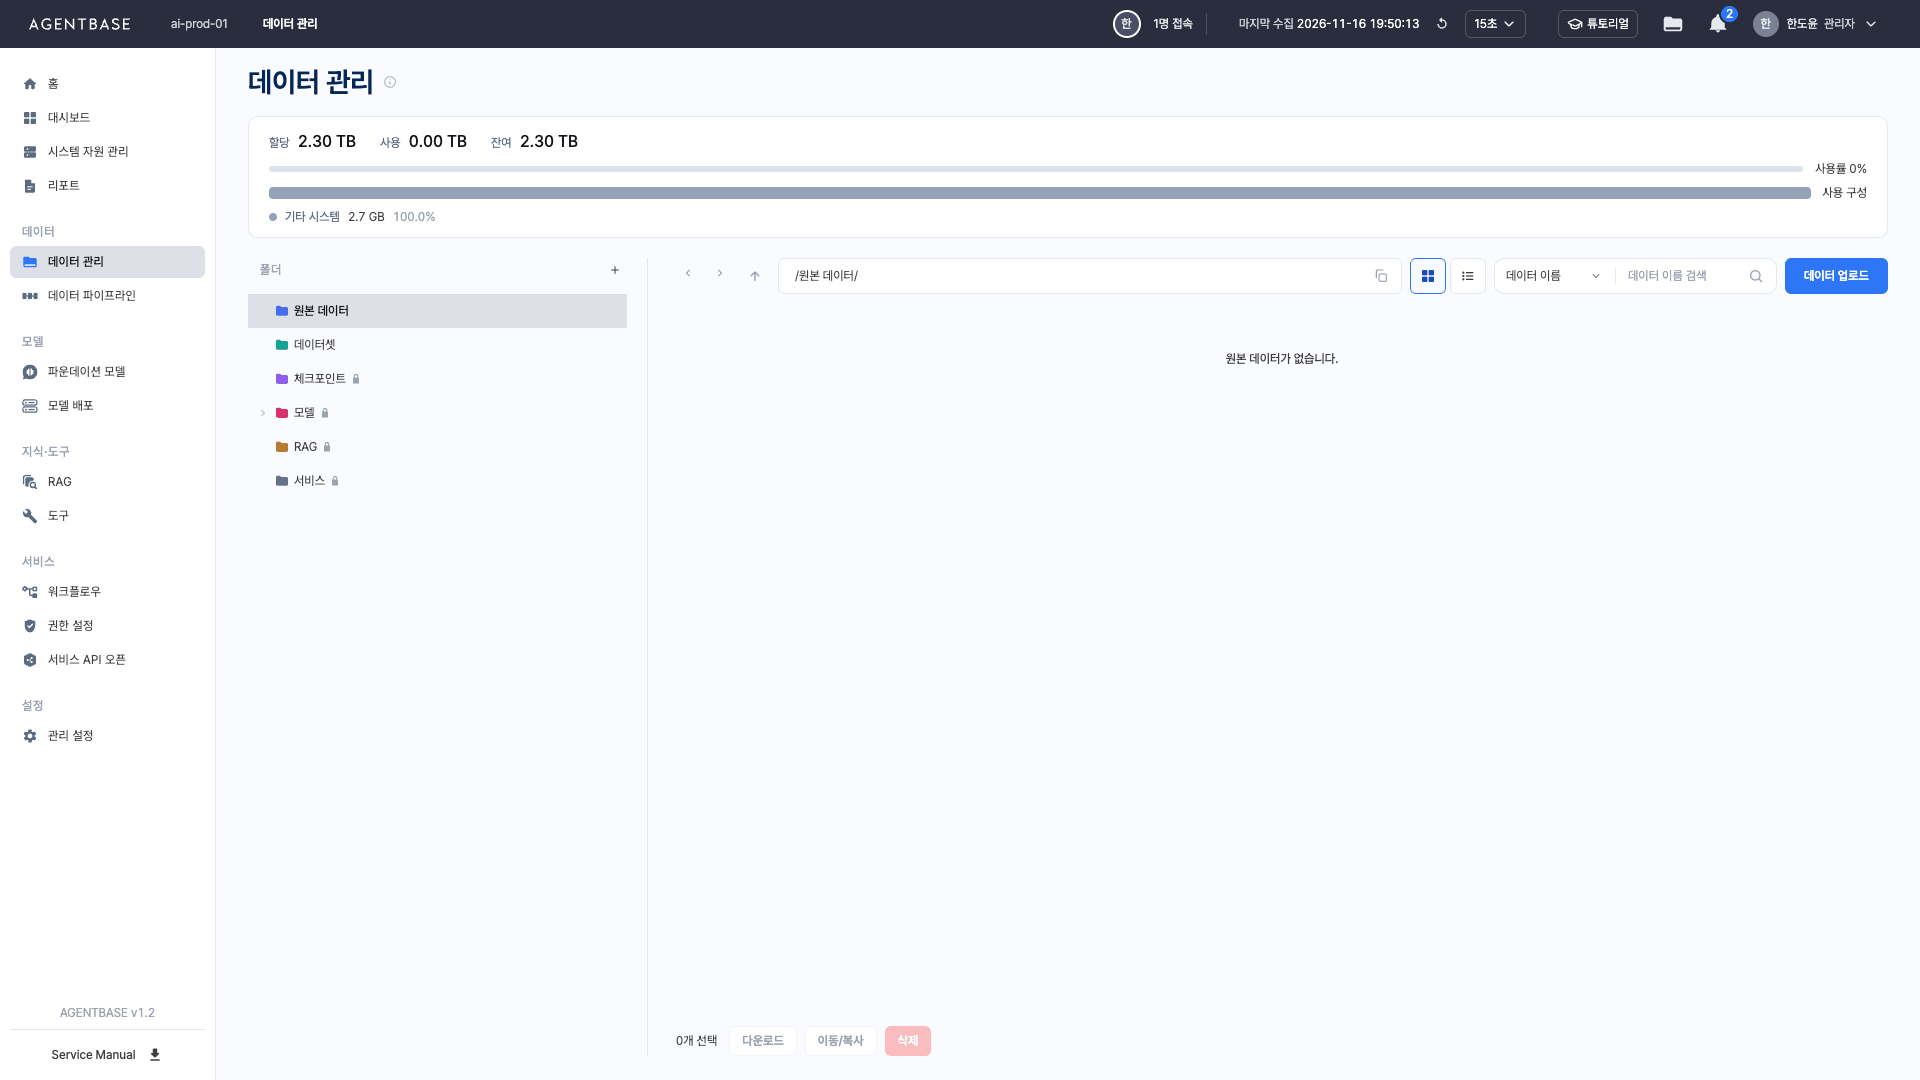 AGENTBASE
ai-prod-01
데이터 관리
한
1명 접속
마지막 수집 2026-11-16 19:50:13
15초
튜토리얼
2
한
한도윤 관리자
홈
대시보드
시스템 자원 관리
리포트
데이터
데이터 관리
데이터 파이프라인
모델
파운데이션 모델
모델 배포
지식·도구
RAG
도구
서비스
워크플로우
권한 설정
서비스 API 오픈
설정
관리 설정
AGENTBASE v1.2
Service Manual
데이터 관리
할당 2.30 TB 사용 0.00 TB 잔여 2.30 TB
사용률 0%
사용 구성
기타 시스템 2.7 GB 100.0%
폴더
원본 데이터
데이터셋
체크포인트
모델
RAG
서비스
/원본 데이터/
데이터 이름
데이터 이름 검색
데이터 업로드
원본 데이터가 없습니다.
0개 선택
다운로드
이동/복사
삭제